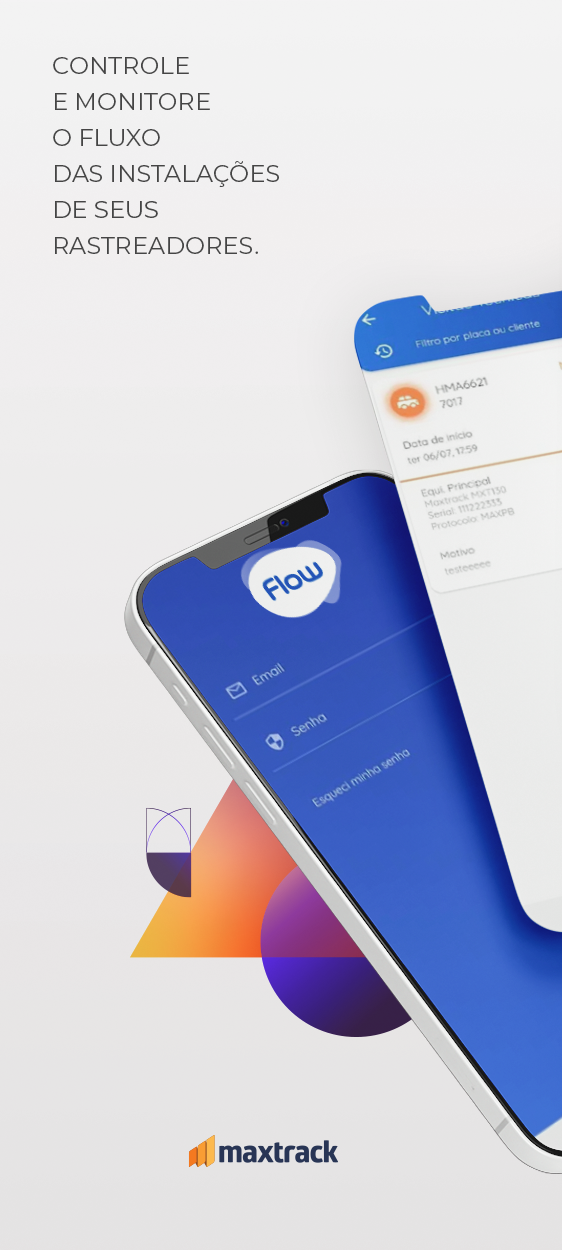 CONTROLE
E MONITORE
O FLUXO
DAS INSTALAÇÕES
DE SEUS
RASTREADORES.
Filtro por placa ou cliente
HMA6621
7017
Data de início
ter 06/07, 17:59
Equi. Principal
Maxtrack MXT130
Serial: 111222333
Protocolo: MAXPB
Motivo
testeeeee
Flow
Email
Senha
Esqueci minha senha
maxtrack